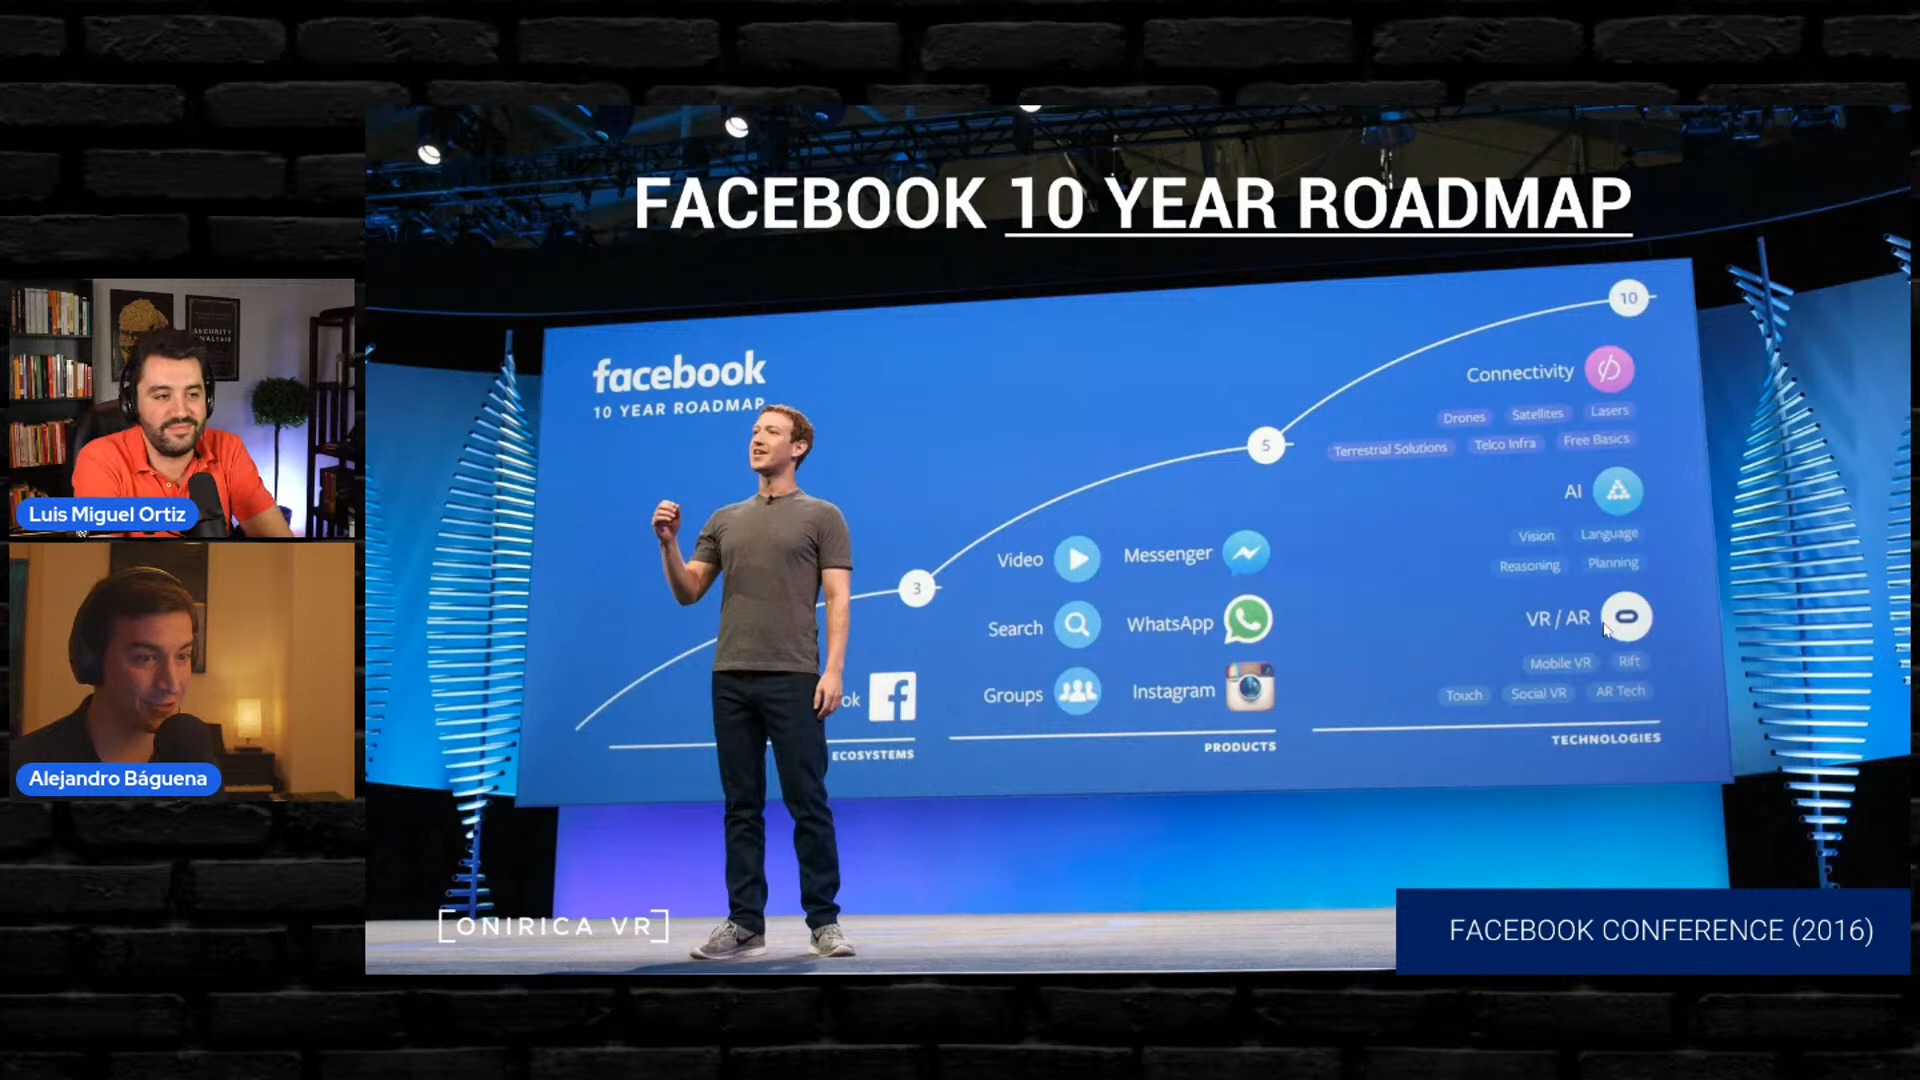 FACEBOOK 10 YEAR ROADMAP
facebook
10 YEAR ROADMAP
10
5
3
Connectivity
Drones Satellites Lasers
Terrestrial Solutions Telco Infra Free Basics
AI
Vision Language
Reasoning Planning
VR / AR
Mobile VR Rift
Touch Social VR AR Tech
TECHNOLOGIES
Video Messenger
Search WhatsApp
Groups Instagram
PRODUCTS
ok
ECOSYSTEMS
SECURITY
ANALYSIS
Luis Miguel Ortiz
Alejandro Báguena
[ONIRICA VR]
FACEBOOK CONFERENCE (2016)